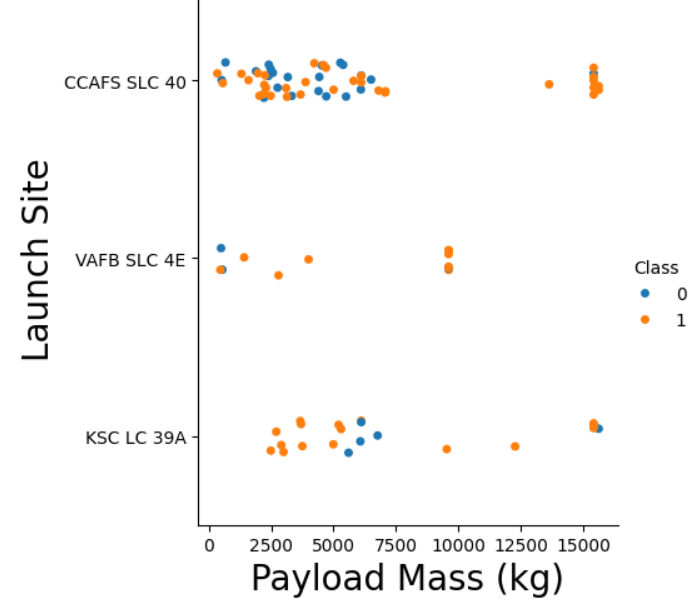 CCAFS SLC 40
VAFB SLC 4E
KSC LC 39A
Launch Site
Class
0
1
0 2500 5000 7500 10000 12500 15000
Payload Mass (kg)